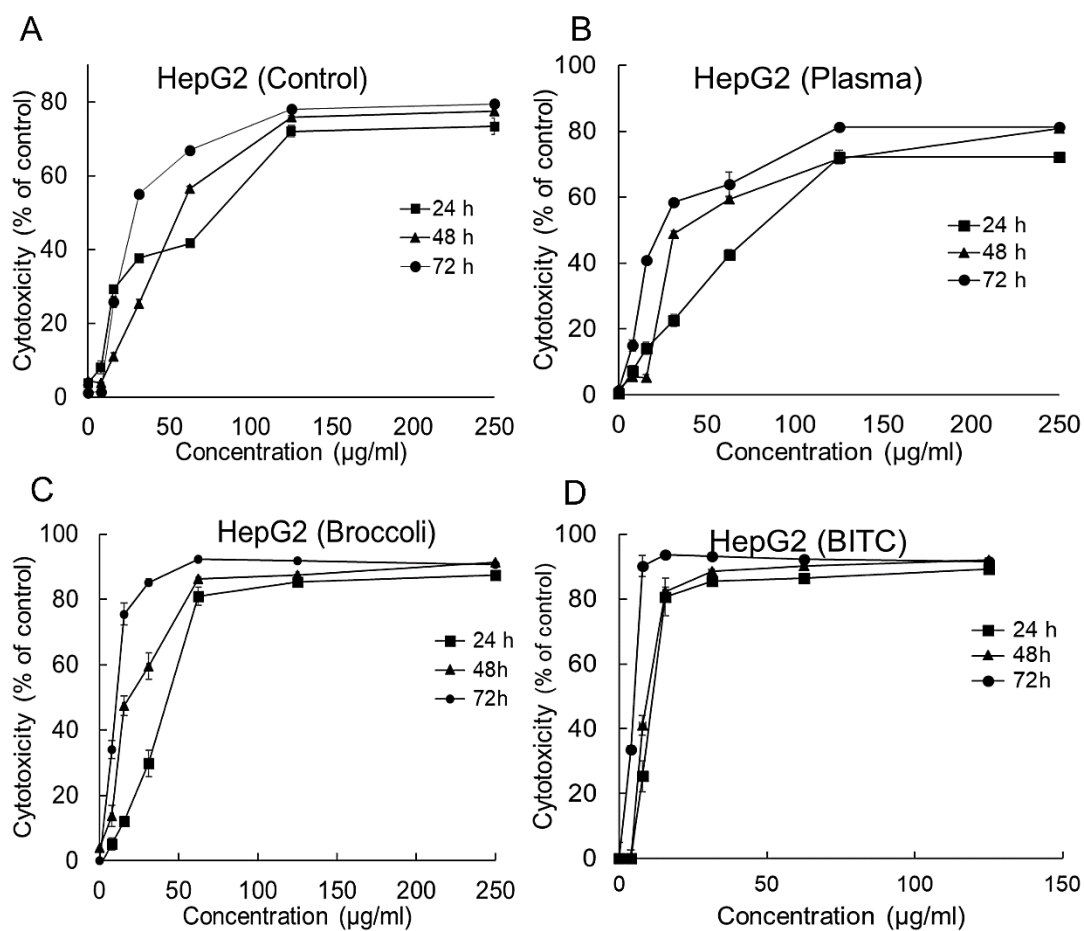 A
HepG2 (Control)
Cytotoxicity (% of control)
80
60
40
20
0
24 h
48 h
72 h
0 50 100 150 200 250
Concentration (µg/ml)
B
HepG2 (Plasma)
Cytotoxicity (% of control)
100
80
60
40
20
0
24 h
48 h
72 h
0 50 100 150 200 250
Concentration (µg/ml)
C
HepG2 (Broccoli)
Cytotoxicity (% of control)
100
80
60
40
20
0
24 h
48h
72h
0 50 100 150 200 250
Concentration (µg/ml)
D
HepG2 (BITC)
Cytotoxicity (% of control)
100
80
60
40
20
0
24 h
48h
72h
0 50 100 150
Concentration (µg/ml)